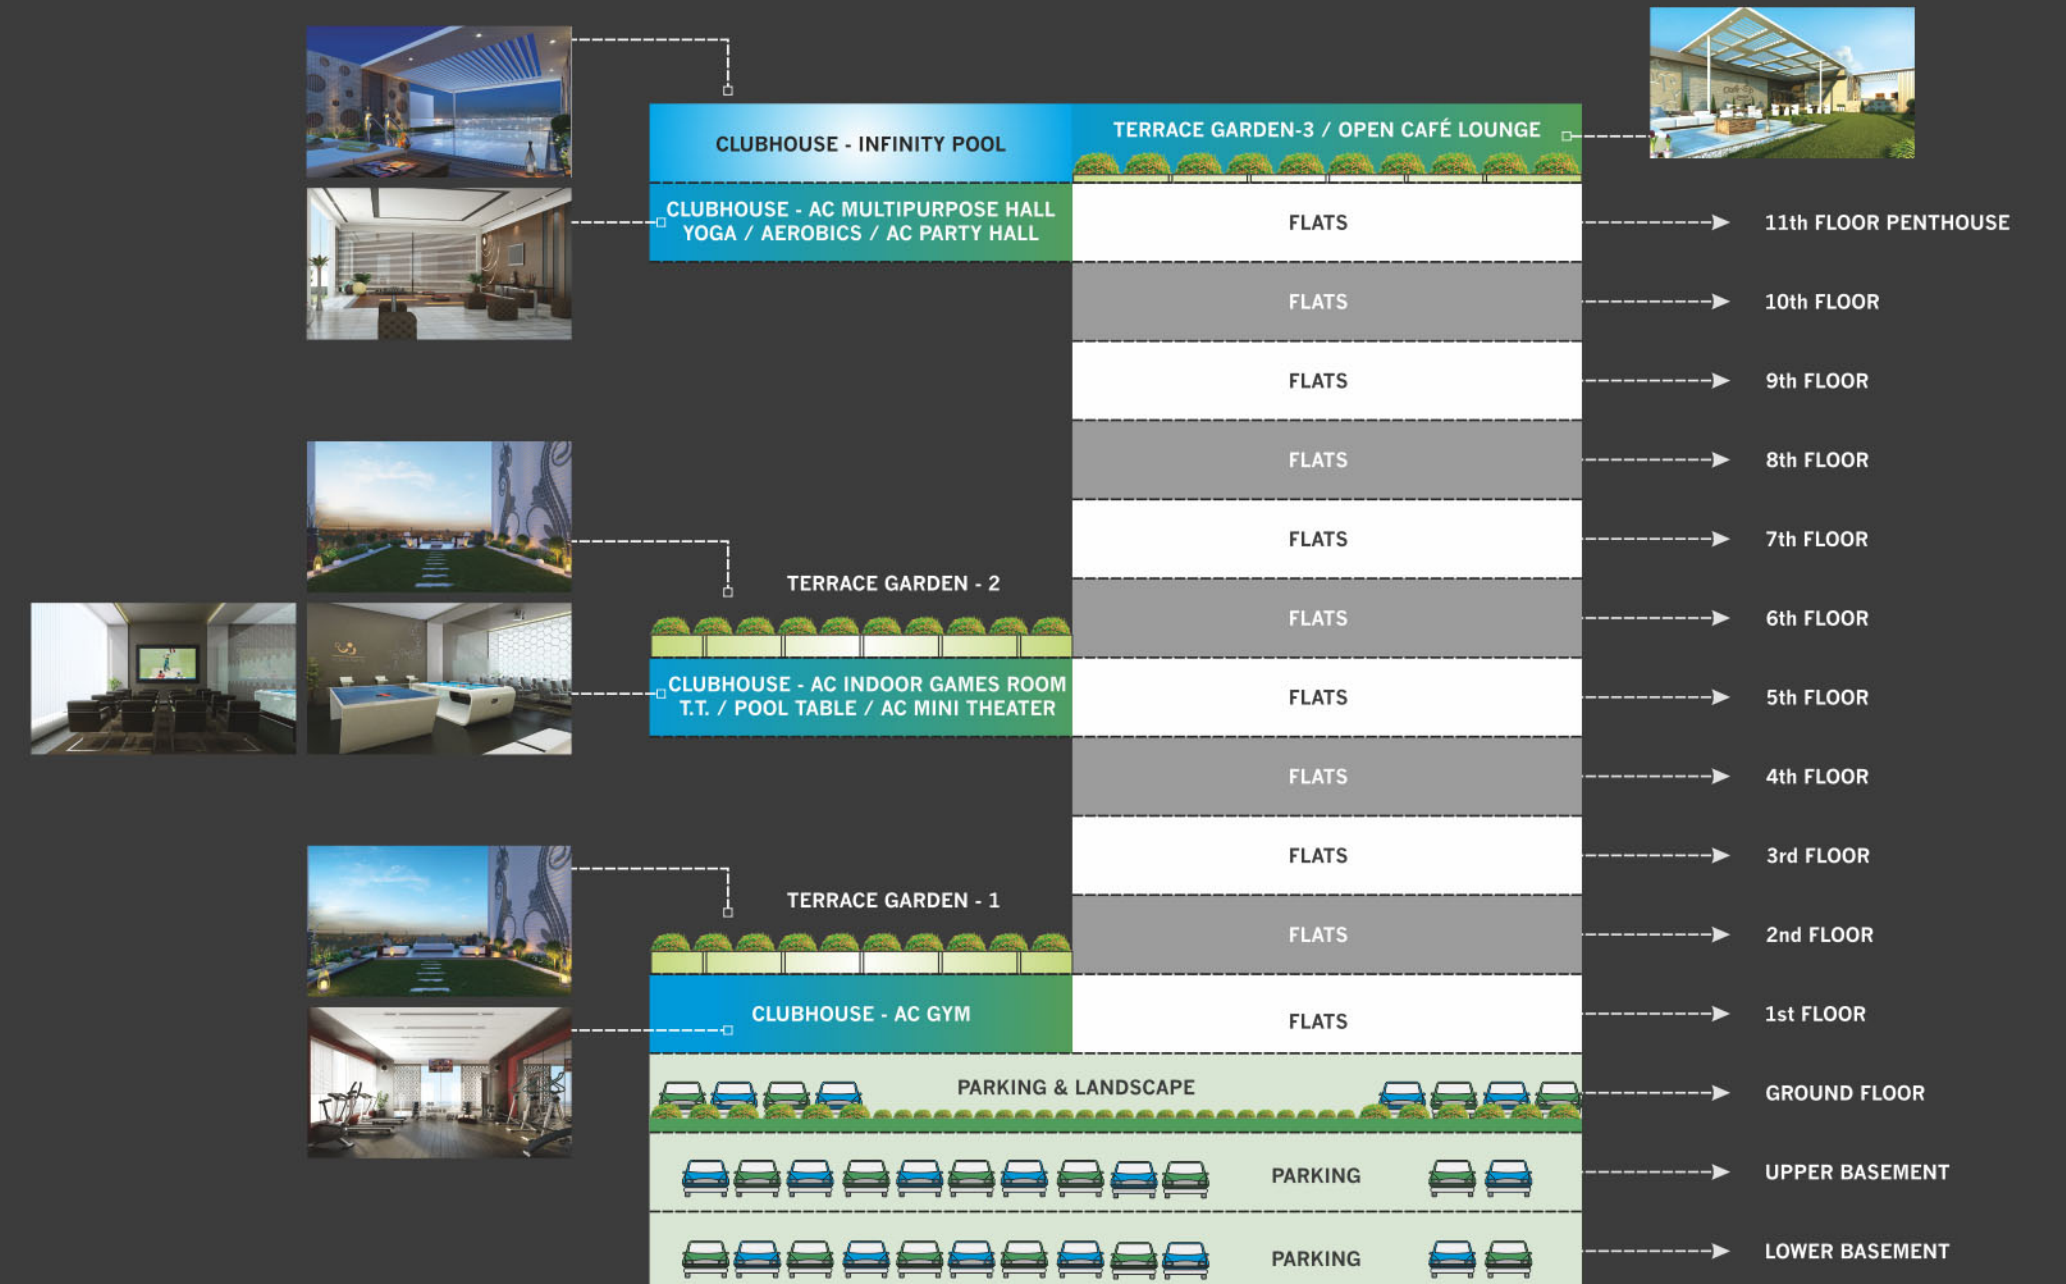 CLUBHOUSE - INFINITY POOL
TERRACE GARDEN-3 / OPEN CAFÉ LOUNGE
CLUBHOUSE - AC MULTIPURPOSE HALL
YOGA / AEROBICS / AC PARTY HALL
FLATS
11th FLOOR PENTHOUSE
FLATS
10th FLOOR
FLATS
9th FLOOR
FLATS
8th FLOOR
FLATS
7th FLOOR
TERRACE GARDEN - 2
FLATS
6th FLOOR
CLUBHOUSE - AC INDOOR GAMES ROOM
T.T. / POOL TABLE / AC MINI THEATER
FLATS
5th FLOOR
FLATS
4th FLOOR
FLATS
3rd FLOOR
TERRACE GARDEN - 1
FLATS
2nd FLOOR
CLUBHOUSE - AC GYM
FLATS
1st FLOOR
PARKING & LANDSCAPE
GROUND FLOOR
PARKING
UPPER BASEMENT
PARKING
LOWER BASEMENT